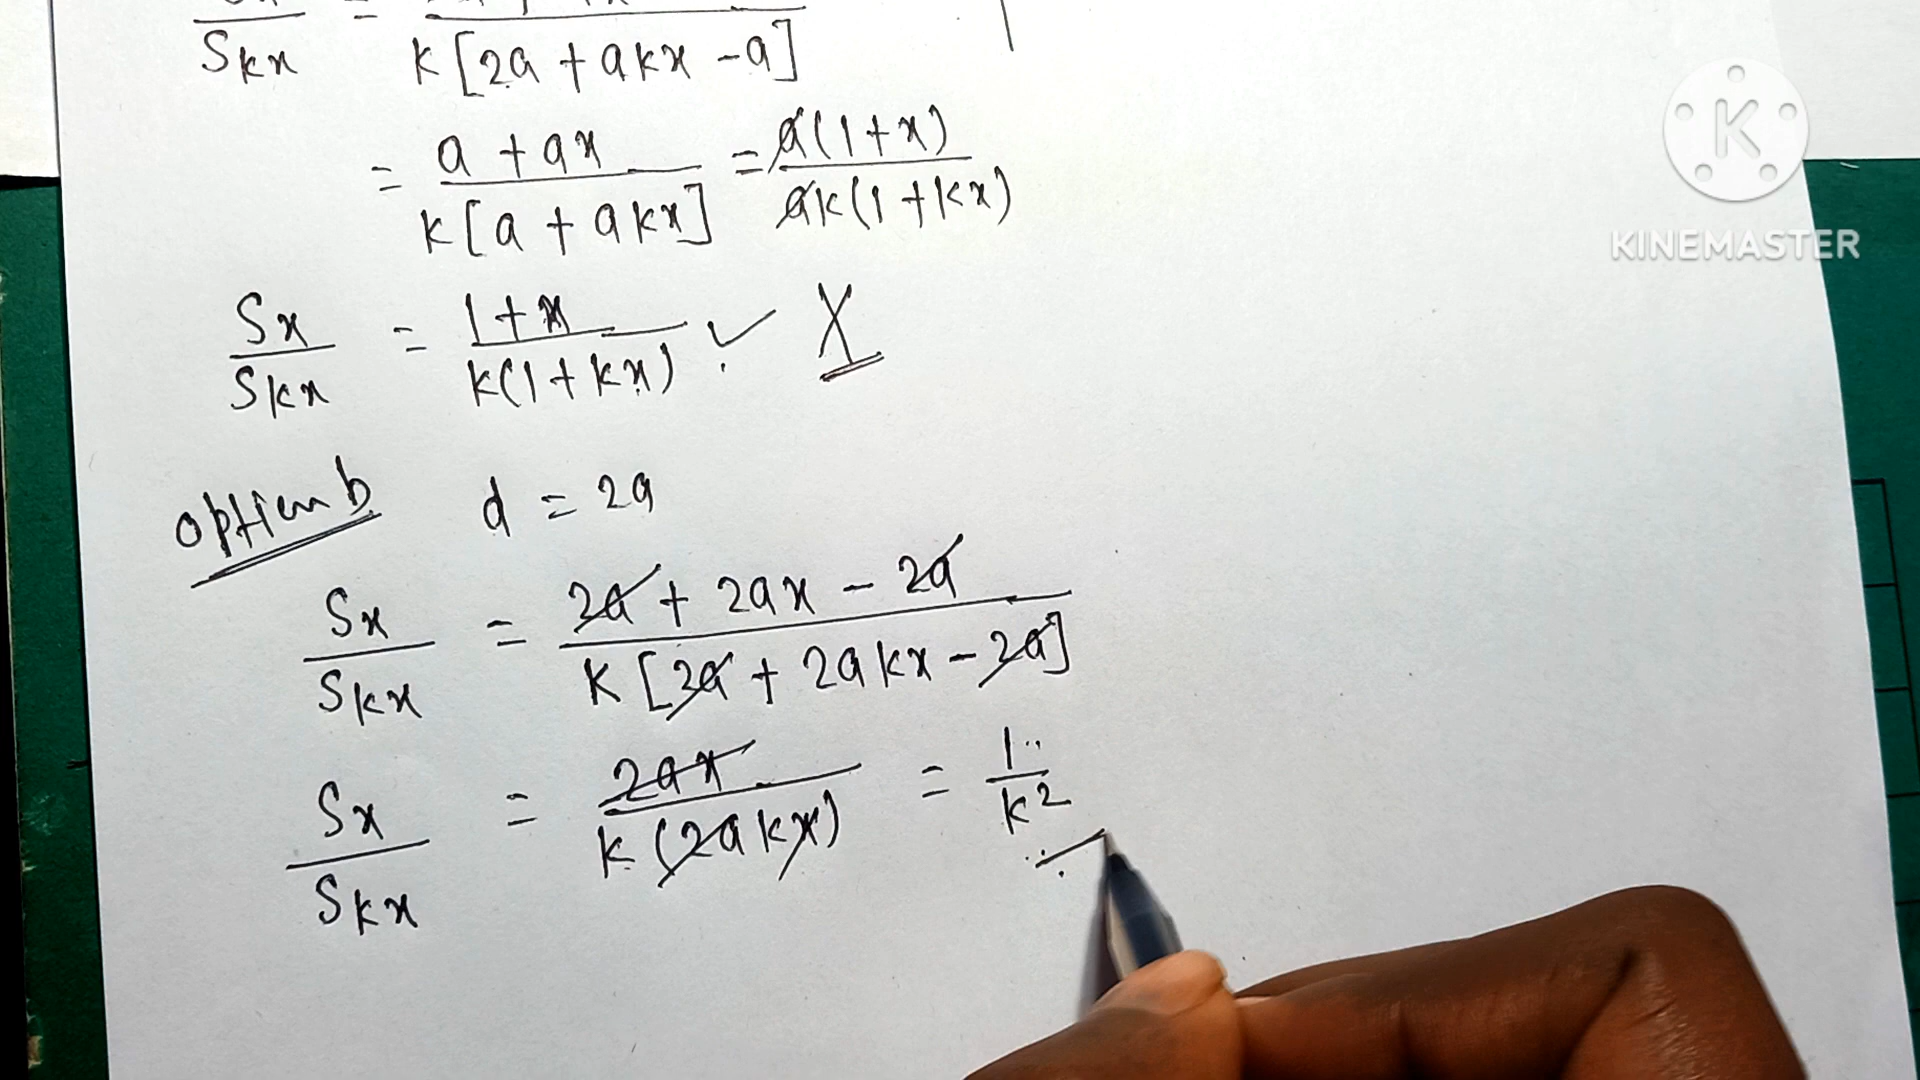 Skx k[2a + akx - a]
= a + ax / k[a + akx] = a(1+x) / ak(1+kx)
Sx / Skx = 1+x / k(1+kx) ✓ X
option b d = 2a
Sx / Skx = 2a + 2ax - 2a / k[2a + 2akx - 2a]
Sx / Skx = 2ax / k(2akx) = 1 / k²
K
KINEMASTER